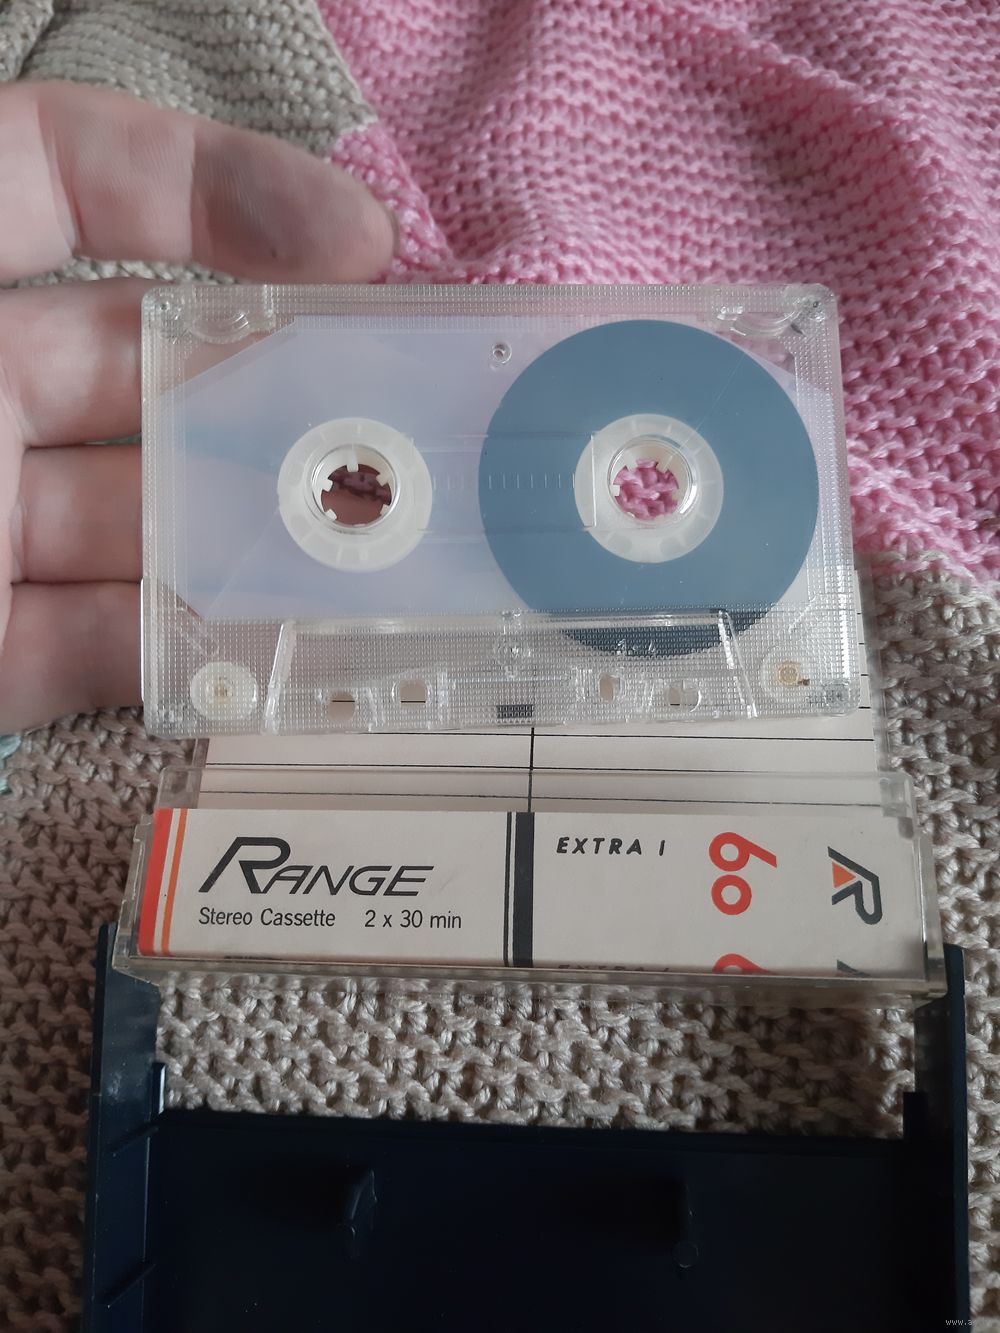 RANGE
Stereo Cassette 2 x 30 min
EXTRA I
60
R